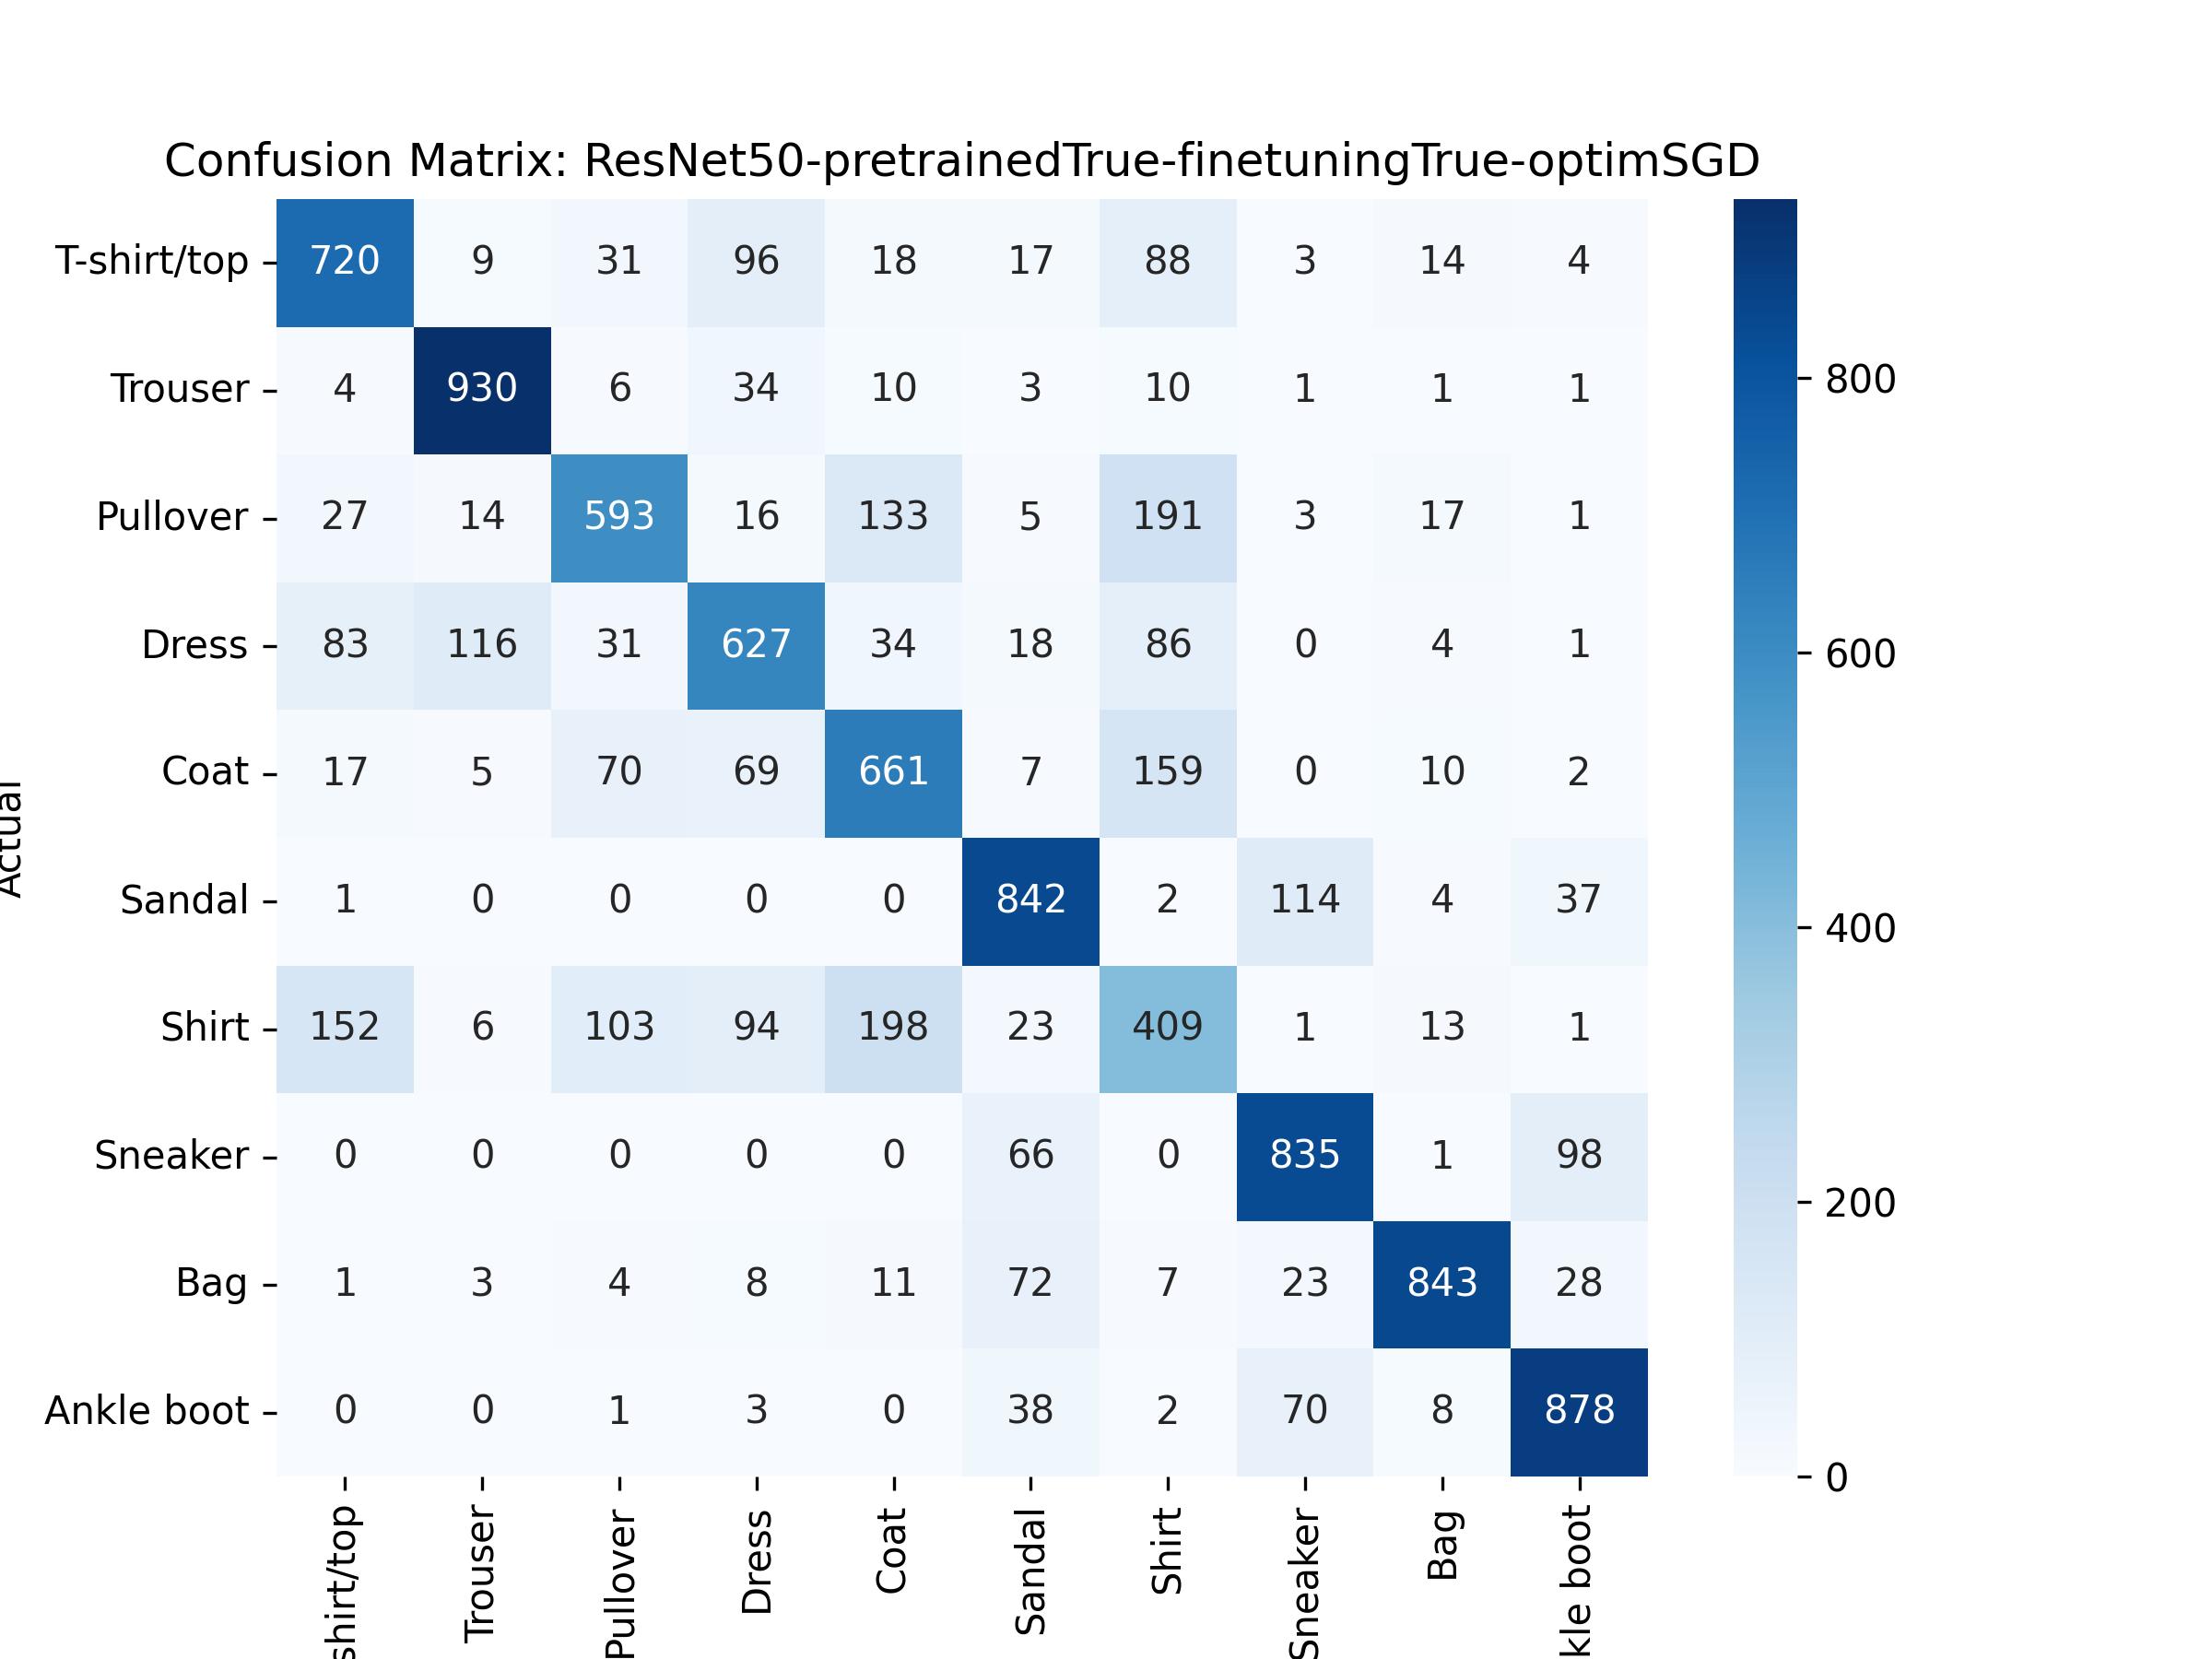 Confusion Matrix: ResNet50-pretrainedTrue-finetuningTrue-optimSGD
T-shirt/top 720 9 31 96 18 17 88 3 14 4
Trouser 4 930 6 34 10 3 10 1 1 1
Pullover 27 14 593 16 133 5 191 3 17 1
Dress 83 116 31 627 34 18 86 0 4 1
Coat 17 5 70 69 661 7 159 0 10 2
Sandal 1 0 0 0 0 842 2 114 4 37
Shirt 152 6 103 94 198 23 409 1 13 1
Sneaker 0 0 0 0 0 66 0 835 1 98
Bag 1 3 4 8 11 72 7 23 843 28
Ankle boot 0 0 1 3 0 38 2 70 8 878
Actual
shirt/top Trouser Pullover Dress Coat Sandal Shirt Sneaker Bag kle boot
800
600
400
200
0